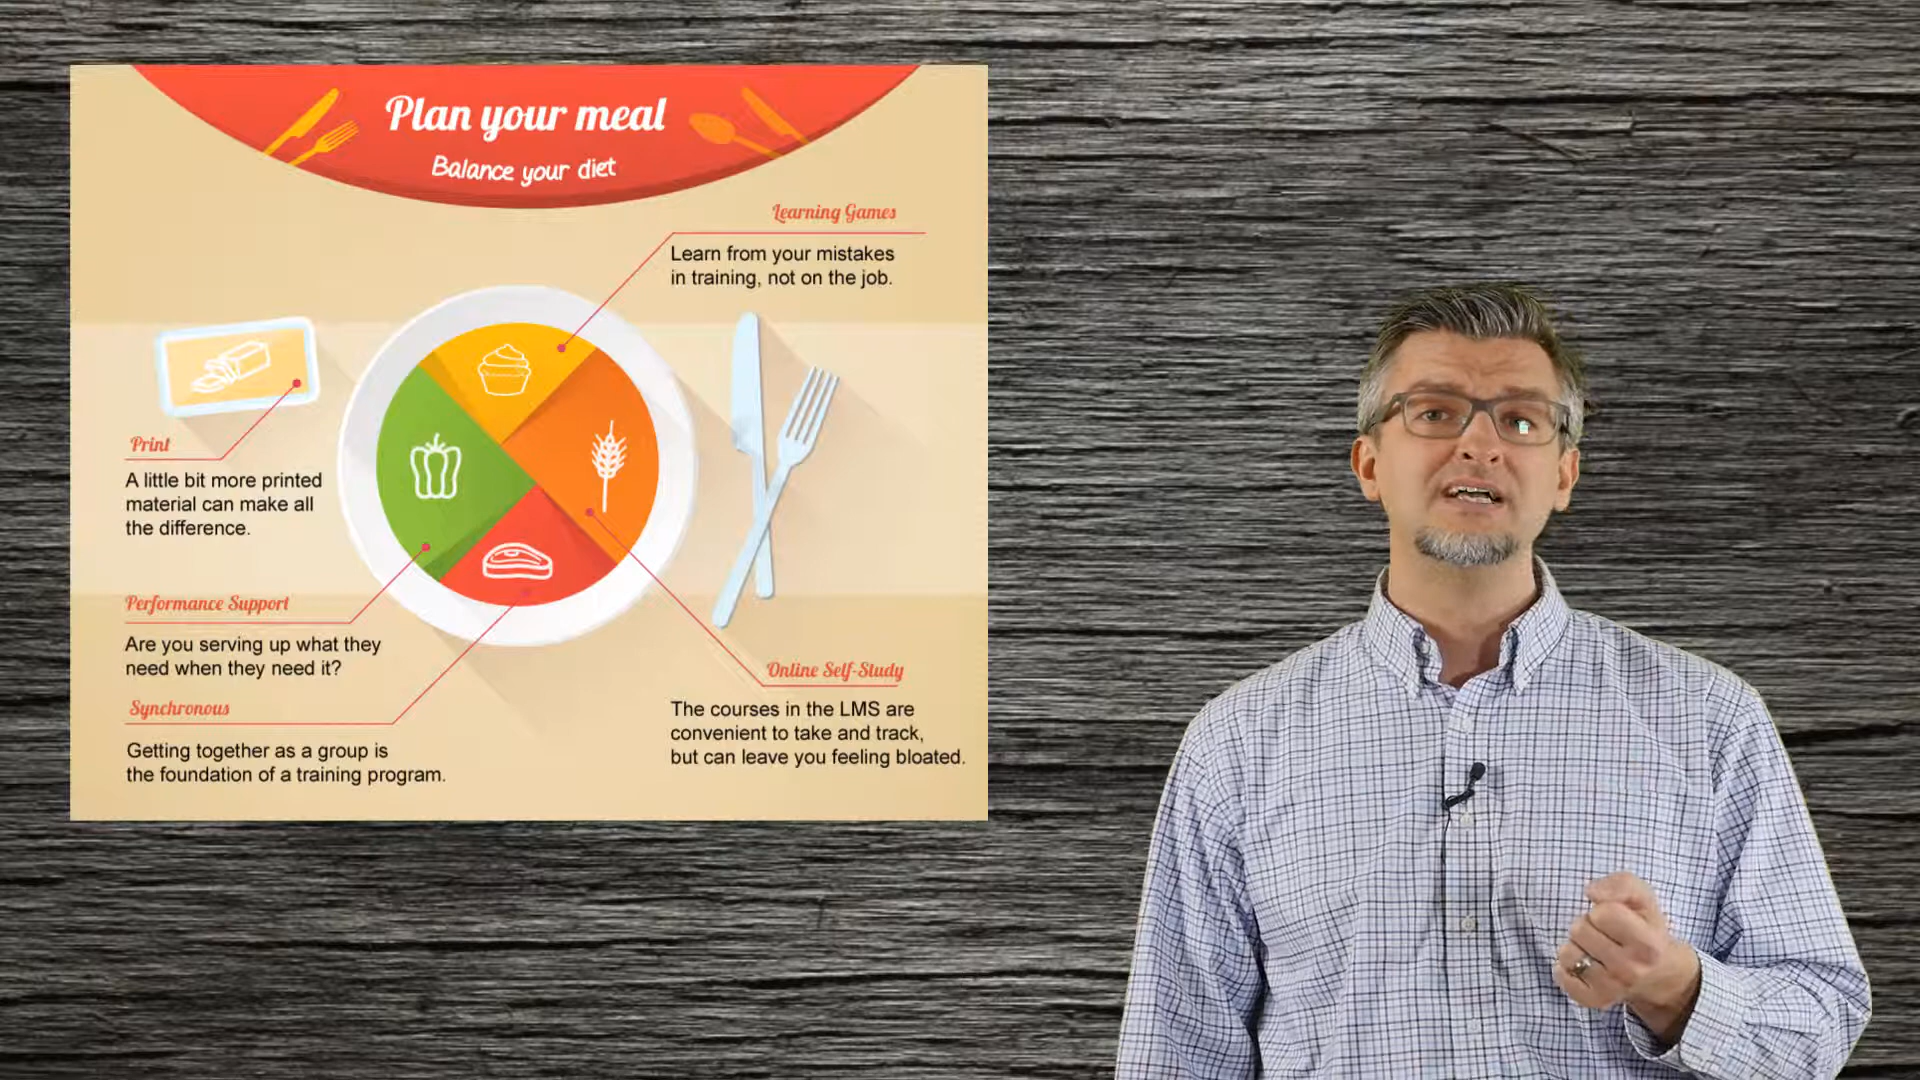 Plan your meal
Balance your diet
Learning Games
Learn from your mistakes
in training, not on the job.
Print
A little bit more printed
material can make all
the difference.
Performance Support
Are you serving up what they
need when they need it?
Synchronous
Getting together as a group is
the foundation of a training program.
Online Self-Study
The courses in the LMS are
convenient to take and track,
but can leave you feeling bloated.